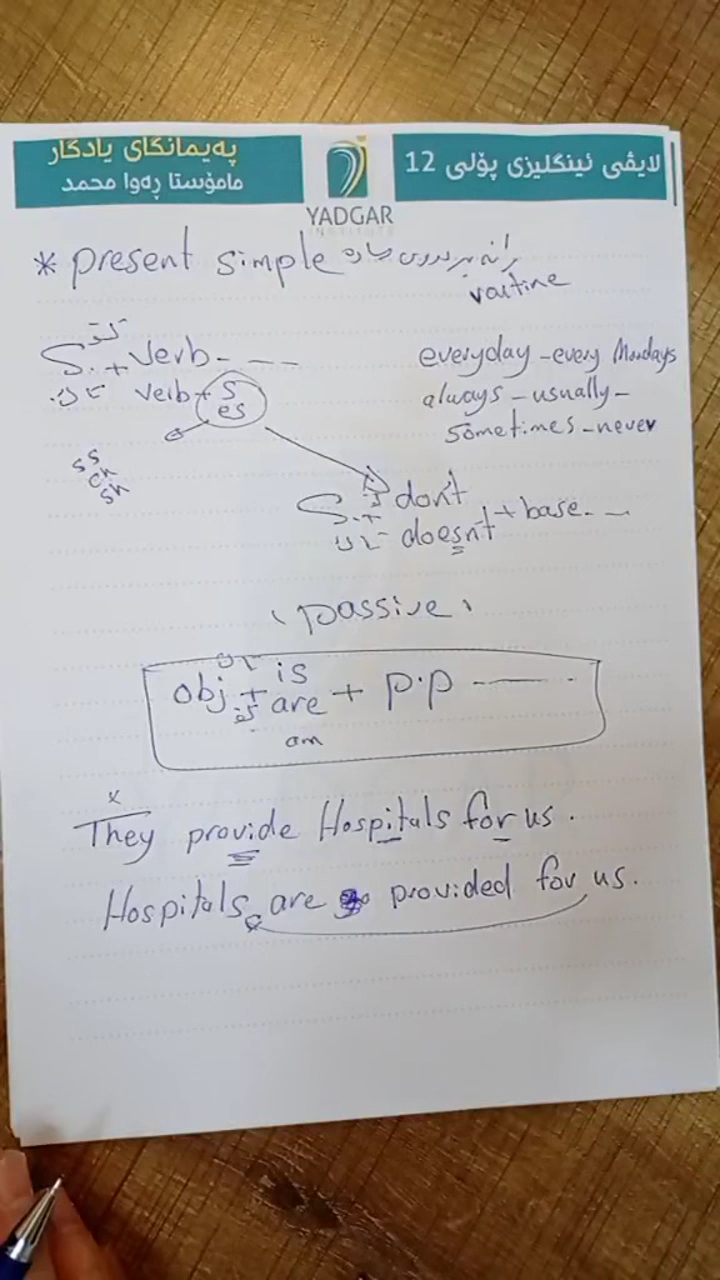 پەیمانگای یادگار
مامۆستا ڕەوا محمد
لایڤی ئینگلیزی پۆلی 12
YADGAR
INSTITUTE
* present simple
routine
S. + verb - - - -
verb + s
es
ss
ch
sh
everyday - every Mondays
always - usually -
sometimes - never
S. + don't
doesn't + base. - -
(passive)
obj + is
are + p.p
am
x
They provide Hospitals for us.
Hospitals are provided for us.